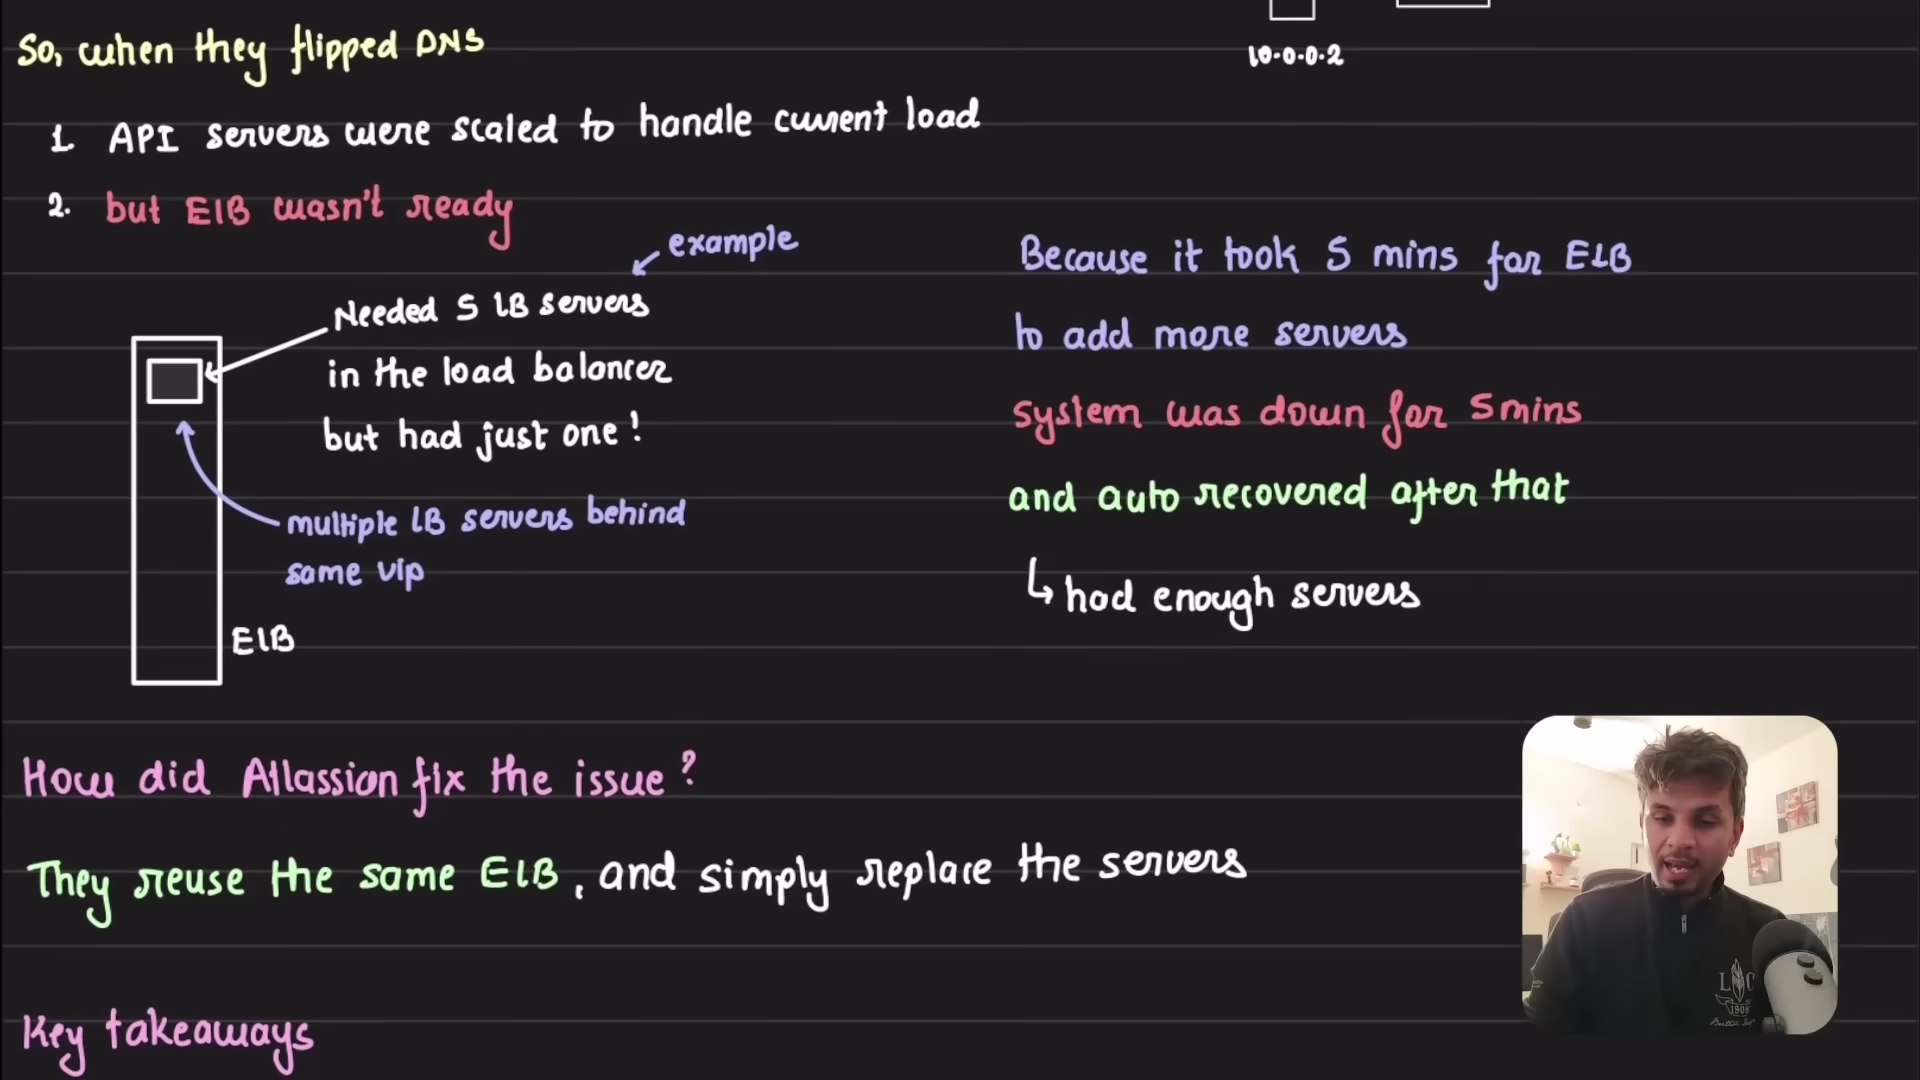 10.0.0.2
So, when they flipped DNS
1. API servers were scaled to handle current load
2. but ELB wasn't ready
example
Needed 5 LB servers
in the load balancer
but had just one!
multiple LB servers behind
same vip
ELB
Because it took 5 mins for ELB
to add more servers
system was down for 5 mins
and auto recovered after that
↳ had enough servers
How did Atlassian fix the issue?
They reuse the same ELB, and simply replace the servers
Key takeaways
1908